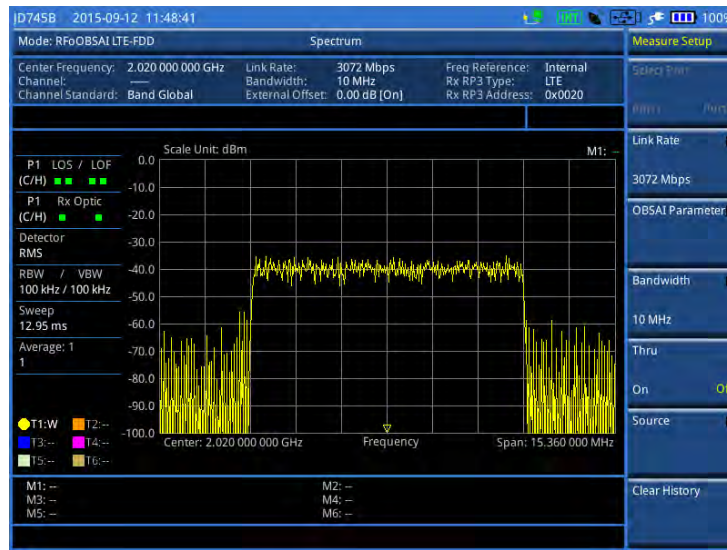 JD745B 2015-09-12 11:48:41 INT 100%
Mode: RFoOBSAI LTE-FDD Spectrum Measure Setup
Center Frequency: 2.020 000 000 GHz Link Rate: 3072 Mbps Freq Reference: Internal
Channel: ---- Bandwidth: 10 MHz Rx RP3 Type: LTE
Channel Standard: Band Global External Offset: 0.00 dB [On] Rx RP3 Address: 0x0020
Select Port
Port1
Link Rate
3072 Mbps
OBSAI Parameter
Bandwidth
10 MHz
Thru
On
Source
Clear History
Scale Unit: dBm M1: --
P1 LOS / LOF
(C/H)
P1 Rx Optic
(C/H)
Detector
RMS
RBW / VBW
100 kHz / 100 kHz
Sweep
12.95 ms
Average: 1
1
T1:W T2:--
T3:-- T4:--
T5:-- T6:--
0.0
-10.0
-20.0
-30.0
-40.0
-50.0
-60.0
-70.0
-80.0
-90.0
-100.0
Center: 2.020 000 000 GHz Frequency Span: 15.360 000 MHz
M1: -- M2: --
M3: -- M4: --
M5: -- M6: --